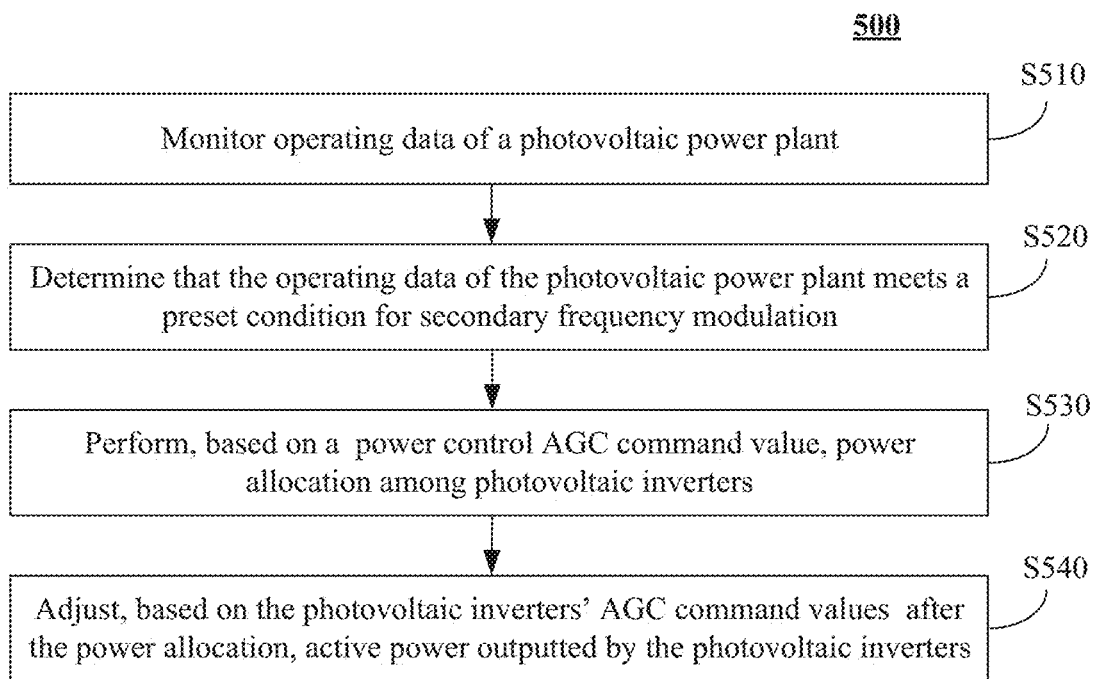 500
S510
Monitor operating data of a photovoltaic power plant
S520
Determine that the operating data of the photovoltaic power plant meets a
preset condition for secondary frequency modulation
S530
Perform, based on a power control AGC command value, power
allocation among photovoltaic inverters
S540
Adjust, based on the photovoltaic inverters’ AGC command values after
the power allocation, active power outputted by the photovoltaic inverters